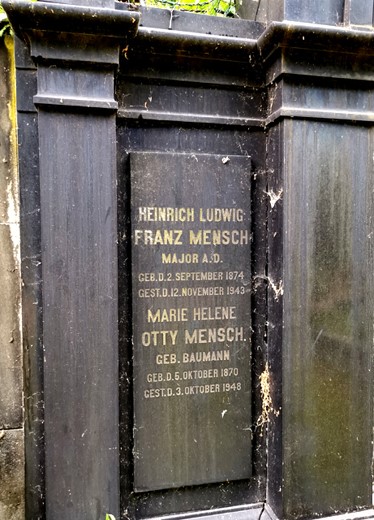 HEINRICH LUDWIG
FRANZ MENSCH
MAJOR A.D.
GEB.D.2.SEPTEMBER 1874
GEST.D.12.NOVEMBER 1943
MARIE HELENE
OTTY MENSCH
GEB. BAUMANN
GEB.D.5.OKTOBER 1870
GEST.D.3.OKTOBER 1948